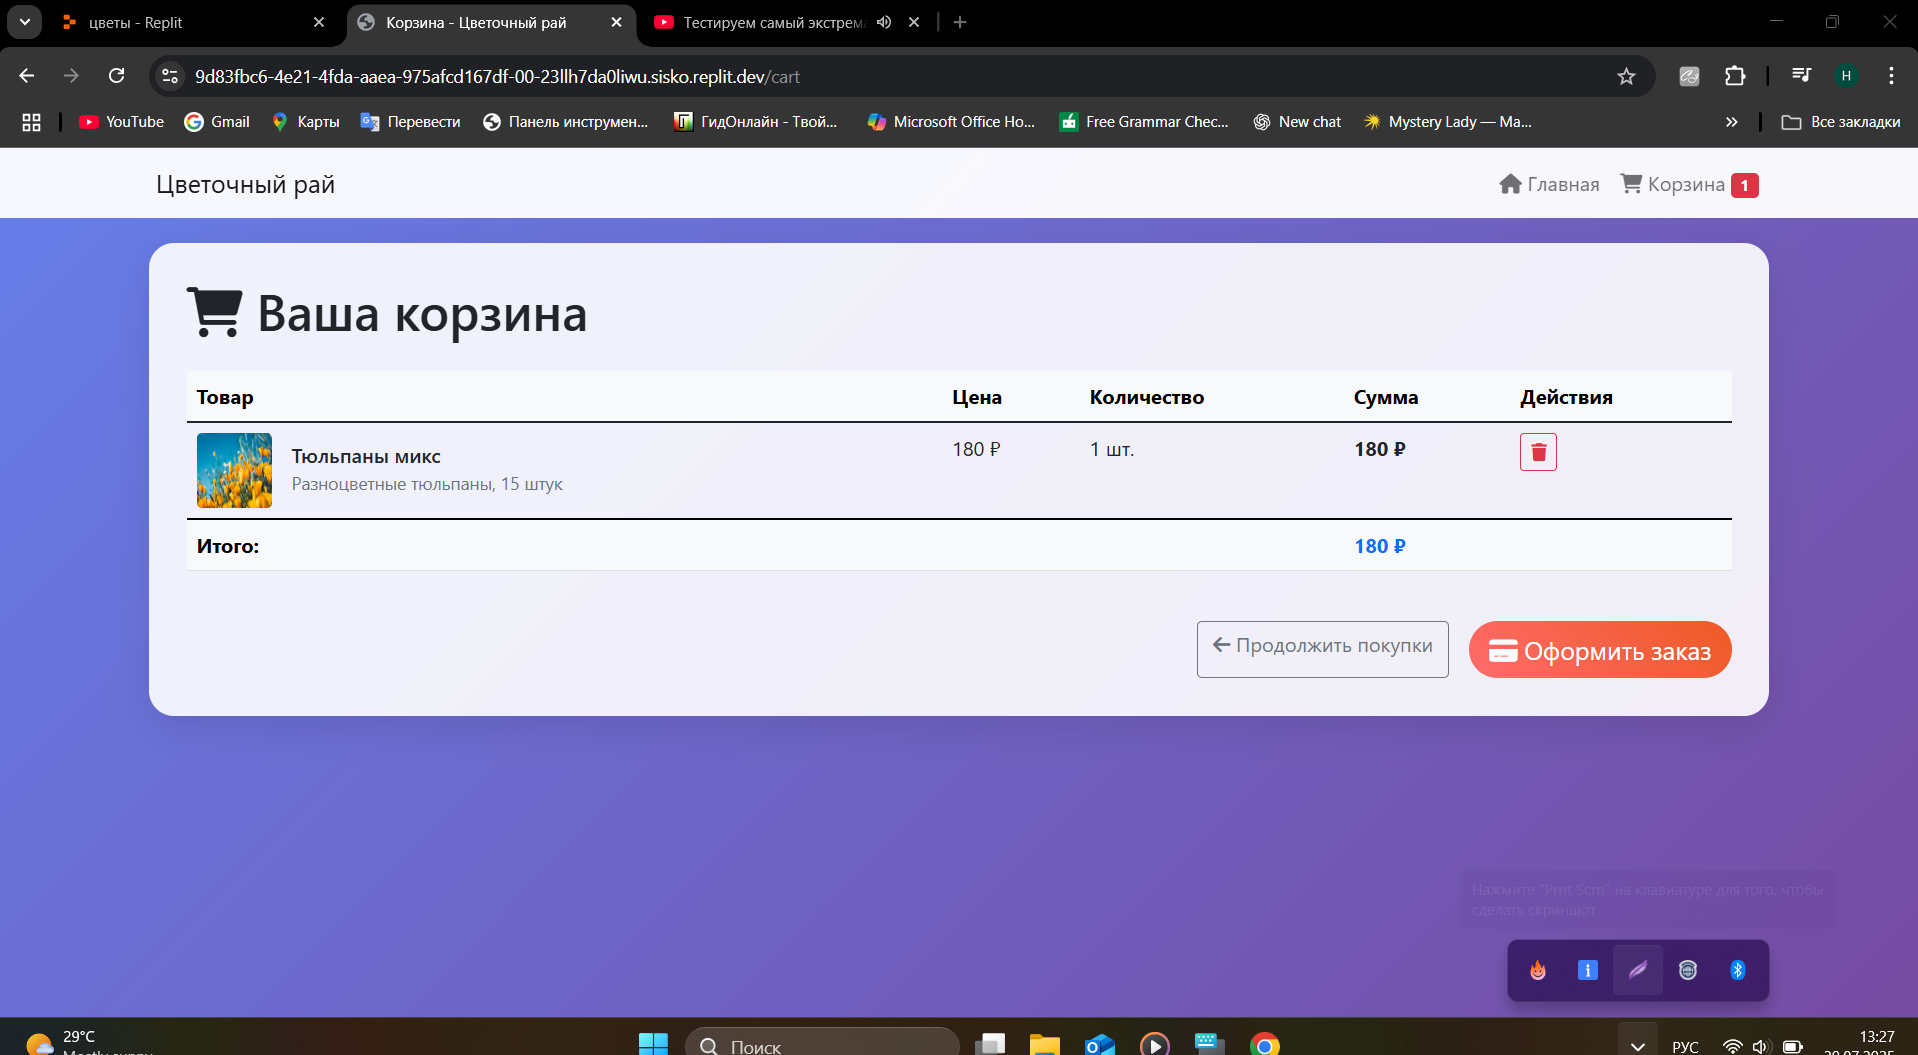 цветы - Replit
Корзина - Цветочный рай
Тестируем самый экстрем
9d83fbc6-4e21-4fda-aaea-975afcd167df-00-23llh7da0liwu.sisko.replit.dev/cart
H
YouTube
Gmail
Карты
Перевести
Панель инструмен...
ГидОнлайн - Твой...
Microsoft Office Ho...
Free Grammar Chec...
New chat
Mystery Lady — Ma...
»
Все закладки
Цветочный рай
Главная
Корзина 1
Ваша корзина
Товар Цена Количество Сумма Действия
Тюльпаны микс 180 ₽ 1 шт. 180 ₽
Разноцветные тюльпаны, 15 штук
Итого: 180 ₽
Продолжить покупки
Оформить заказ
Нажмите "Prnt Scrn" на клавиатуре для того, чтобы
сделать скриншот
29°C
Mostly sunny
Поиск
РУС
13:27